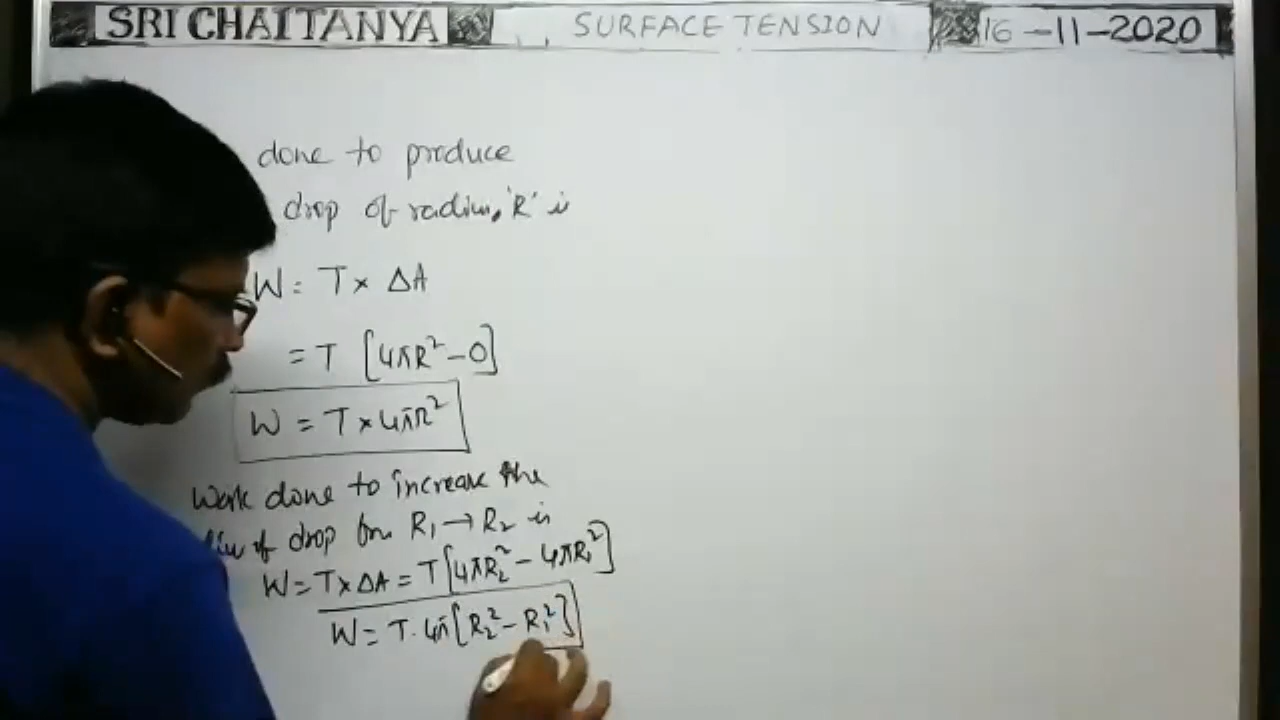 SRI CHAITANYA SURFACE TENSION 16-11-2020
done to produce
drop of radius 'R' is
W = T × ΔA
= T [4πR² - 0]
W = T × 4πR²
Work done to increase the
of drop from R₁ → R₂ is
W = T × ΔA = T [4πR₂² - 4πR₁²]
W = T. 4π [R₂² - R₁²]